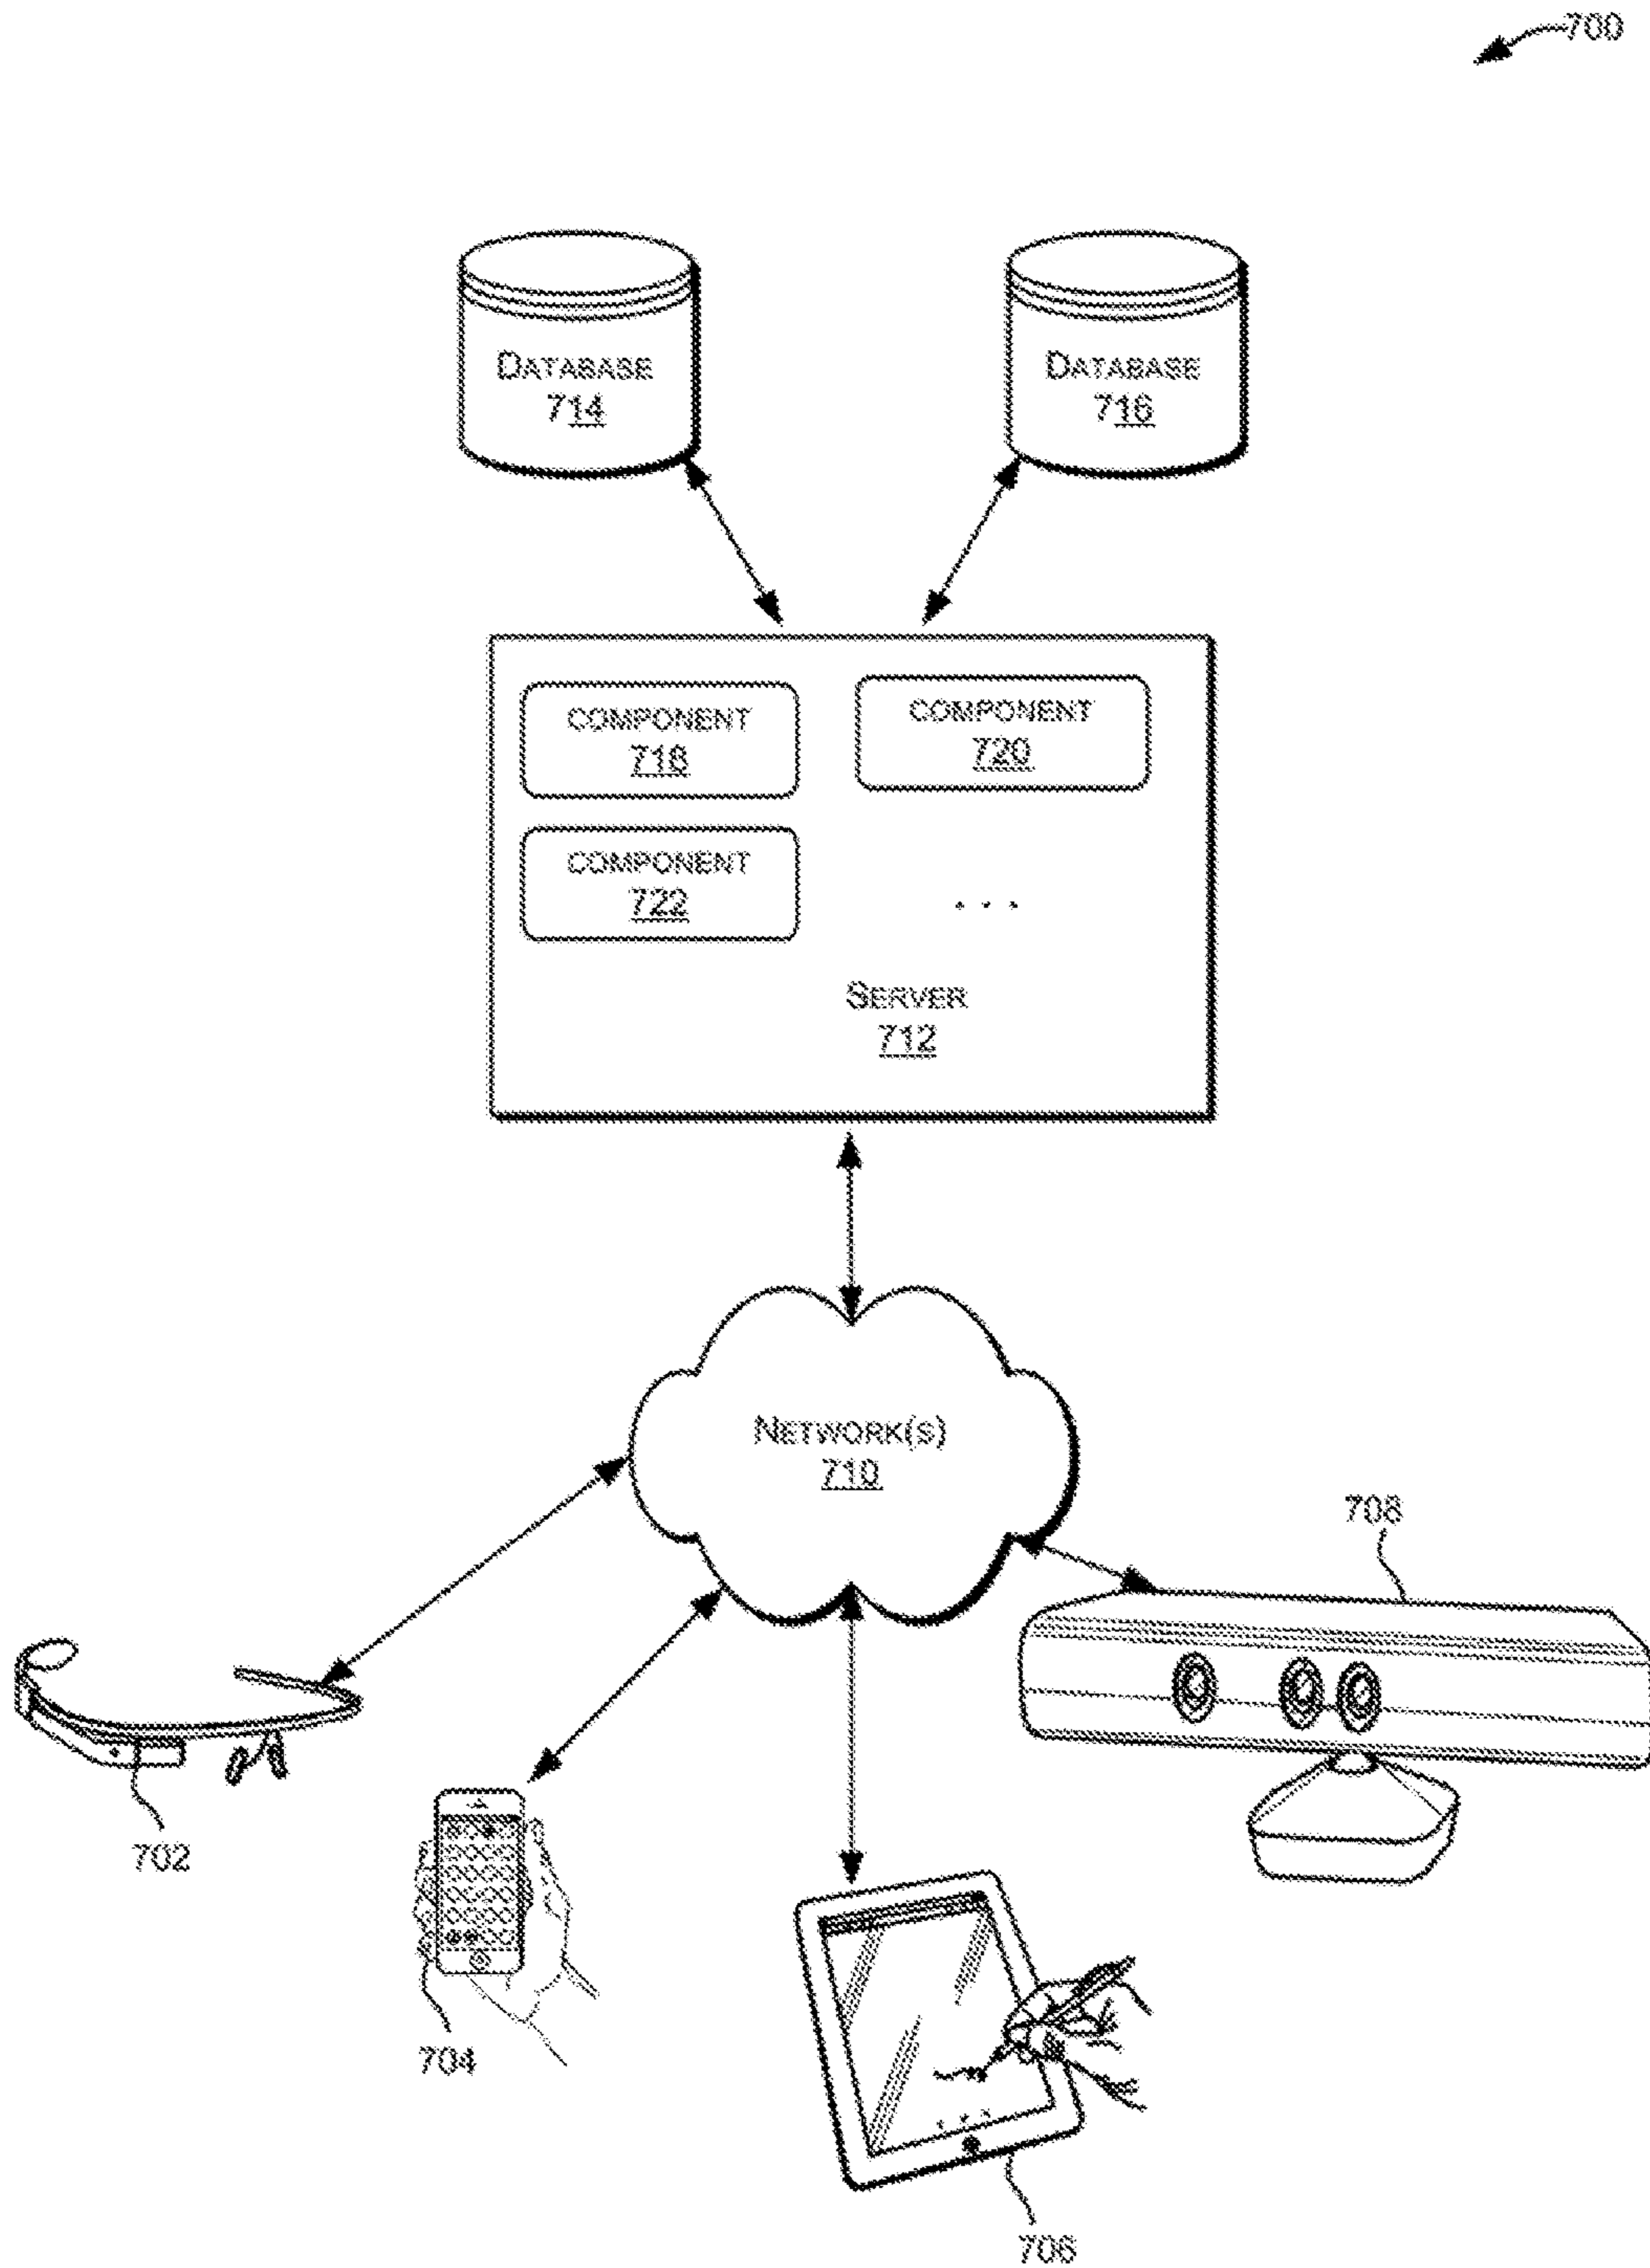 700
DATABASE DATABASE
714 716
COMPONENT COMPONENT
718 720
COMPONENT
722
. . .
SERVER
712
NETWORK(S)
710
708
702
704
706